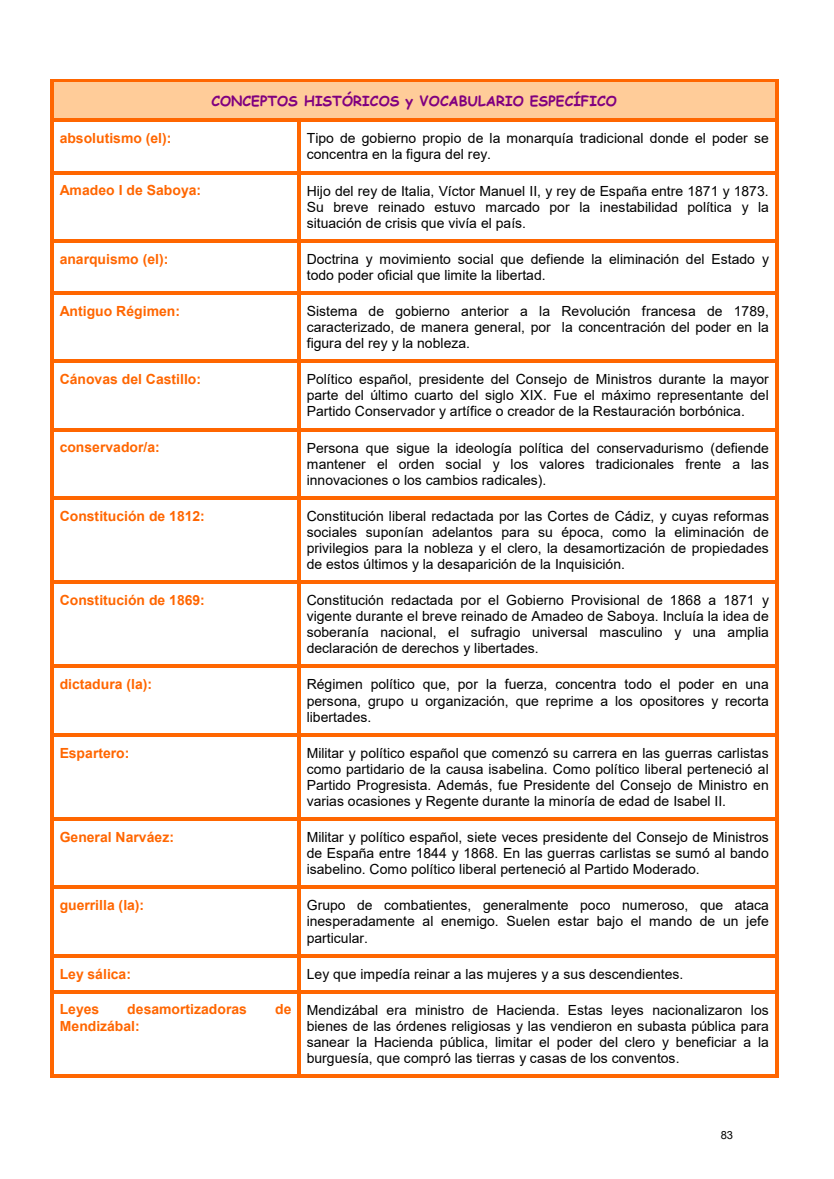 CONCEPTOS HISTÓRICOS y VOCABULARIO ESPECÍFICO
absolutismo (el):
Tipo de gobierno propio de la monarquía tradicional donde el poder se
concentra en la figura del rey.
Amadeo I de Saboya:
Hijo del rey de Italia, Víctor Manuel II, y rey de España entre 1871 y 1873.
Su breve reinado estuvo marcado por la inestabilidad política y la
situación de crisis que vivía el país.
anarquismo (el):
Doctrina y movimiento social que defiende la eliminación del Estado y
todo poder oficial que limite la libertad.
Antiguo Régimen:
Sistema de gobierno anterior a la Revolución francesa de 1789,
caracterizado, de manera general, por la concentración del poder en la
figura del rey y la nobleza.
Cánovas del Castillo:
Político español, presidente del Consejo de Ministros durante la mayor
parte del último cuarto del siglo XIX. Fue el máximo representante del
Partido Conservador y artífice o creador de la Restauración borbónica.
conservador/a:
Persona que sigue la ideología política del conservadurismo (defiende
mantener el orden social y los valores tradicionales frente a las
innovaciones o los cambios radicales).
Constitución de 1812:
Constitución liberal redactada por las Cortes de Cádiz, y cuyas reformas
sociales suponían adelantos para su época, como la eliminación de
privilegios para la nobleza y el clero, la desamortización de propiedades
de estos últimos y la desaparición de la Inquisición.
Constitución de 1869:
Constitución redactada por el Gobierno Provisional de 1868 a 1871 y
vigente durante el breve reinado de Amadeo de Saboya. Incluía la idea de
soberanía nacional, el sufragio universal masculino y una amplia
declaración de derechos y libertades.
dictadura (la):
Régimen político que, por la fuerza, concentra todo el poder en una
persona, grupo u organización, que reprime a los opositores y recorta
libertades.
Espartero:
Militar y político español que comenzó su carrera en las guerras carlistas
como partidario de la causa isabelina. Como político liberal perteneció al
Partido Progresista. Además, fue Presidente del Consejo de Ministro en
varias ocasiones y Regente durante la minoría de edad de Isabel II.
General Narváez:
Militar y político español, siete veces presidente del Consejo de Ministros
de España entre 1844 y 1868. En las guerras carlistas se sumó al bando
isabelino. Como político liberal perteneció al Partido Moderado.
guerrilla (la):
Grupo de combatientes, generalmente poco numeroso, que ataca
inesperadamente al enemigo. Suelen estar bajo el mando de un jefe
particular.
Ley sálica:
Ley que impedía reinar a las mujeres y a sus descendientes.
Leyes desamortizadoras de
Mendizábal:
Mendizábal era ministro de Hacienda. Estas leyes nacionalizaron los
bienes de las órdenes religiosas y las vendieron en subasta pública para
sanear la Hacienda pública, limitar el poder del clero y beneficiar a la
burguesía, que compró las tierras y casas de los conventos.
83